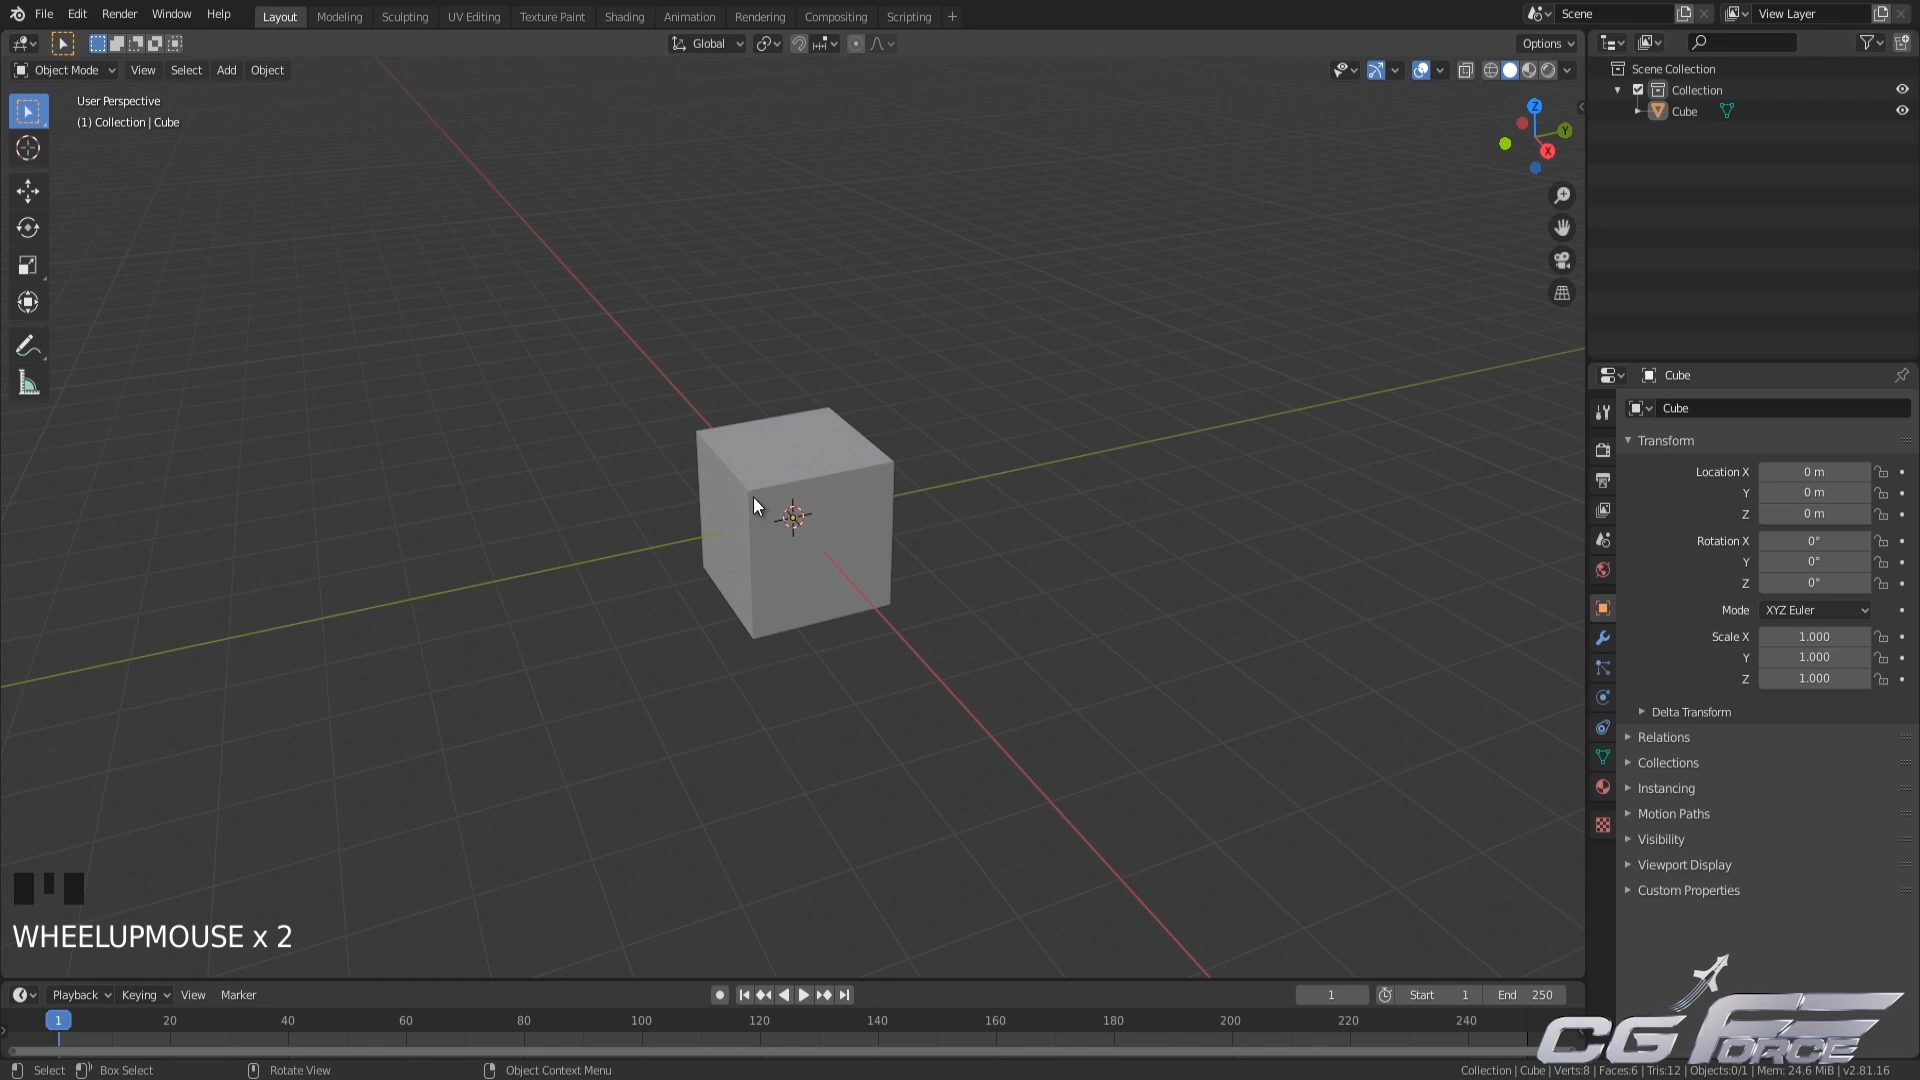 File Edit Render Window Help Layout Modeling Sculpting UV Editing Texture Paint Shading Animation Rendering Compositing Scripting + Scene View Layer
Global Options
Object Mode View Select Add Object
User Perspective
(1) Collection | Cube
Z
Y
X
Scene Collection
Collection
Cube
Cube
Cube
Transform
Location X 0 m
Y 0 m
Z 0 m
Rotation X 0°
Y 0°
Z 0°
Mode XYZ Euler
Scale X 1.000
Y 1.000
Z 1.000
Delta Transform
Relations
Collections
Instancing
Motion Paths
Visibility
Viewport Display
Custom Properties
WHEELUPMOUSE x 2
Playback Keying View Marker 1 Start 1 End 250
1 20 40 60 80 100 120 140 160 180 200 220 240
CG FORCE
Select Box Select Rotate View Object Context Menu Collection | Cube | Verts:8 | Faces:6 | Tris:12 | Objects:0/1 | Mem: 24.6 MiB | v2.81.16